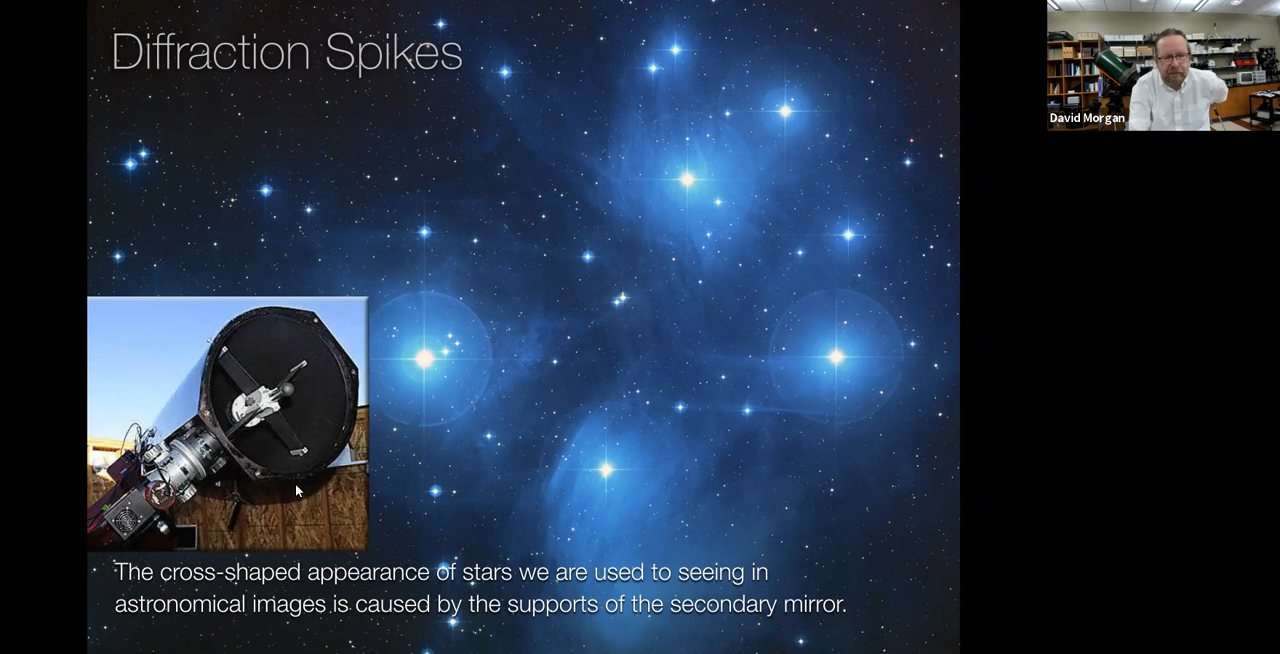 Diffraction Spikes
David Morgan
The cross-shaped appearance of stars we are used to seeing in
astronomical images is caused by the supports of the secondary mirror.